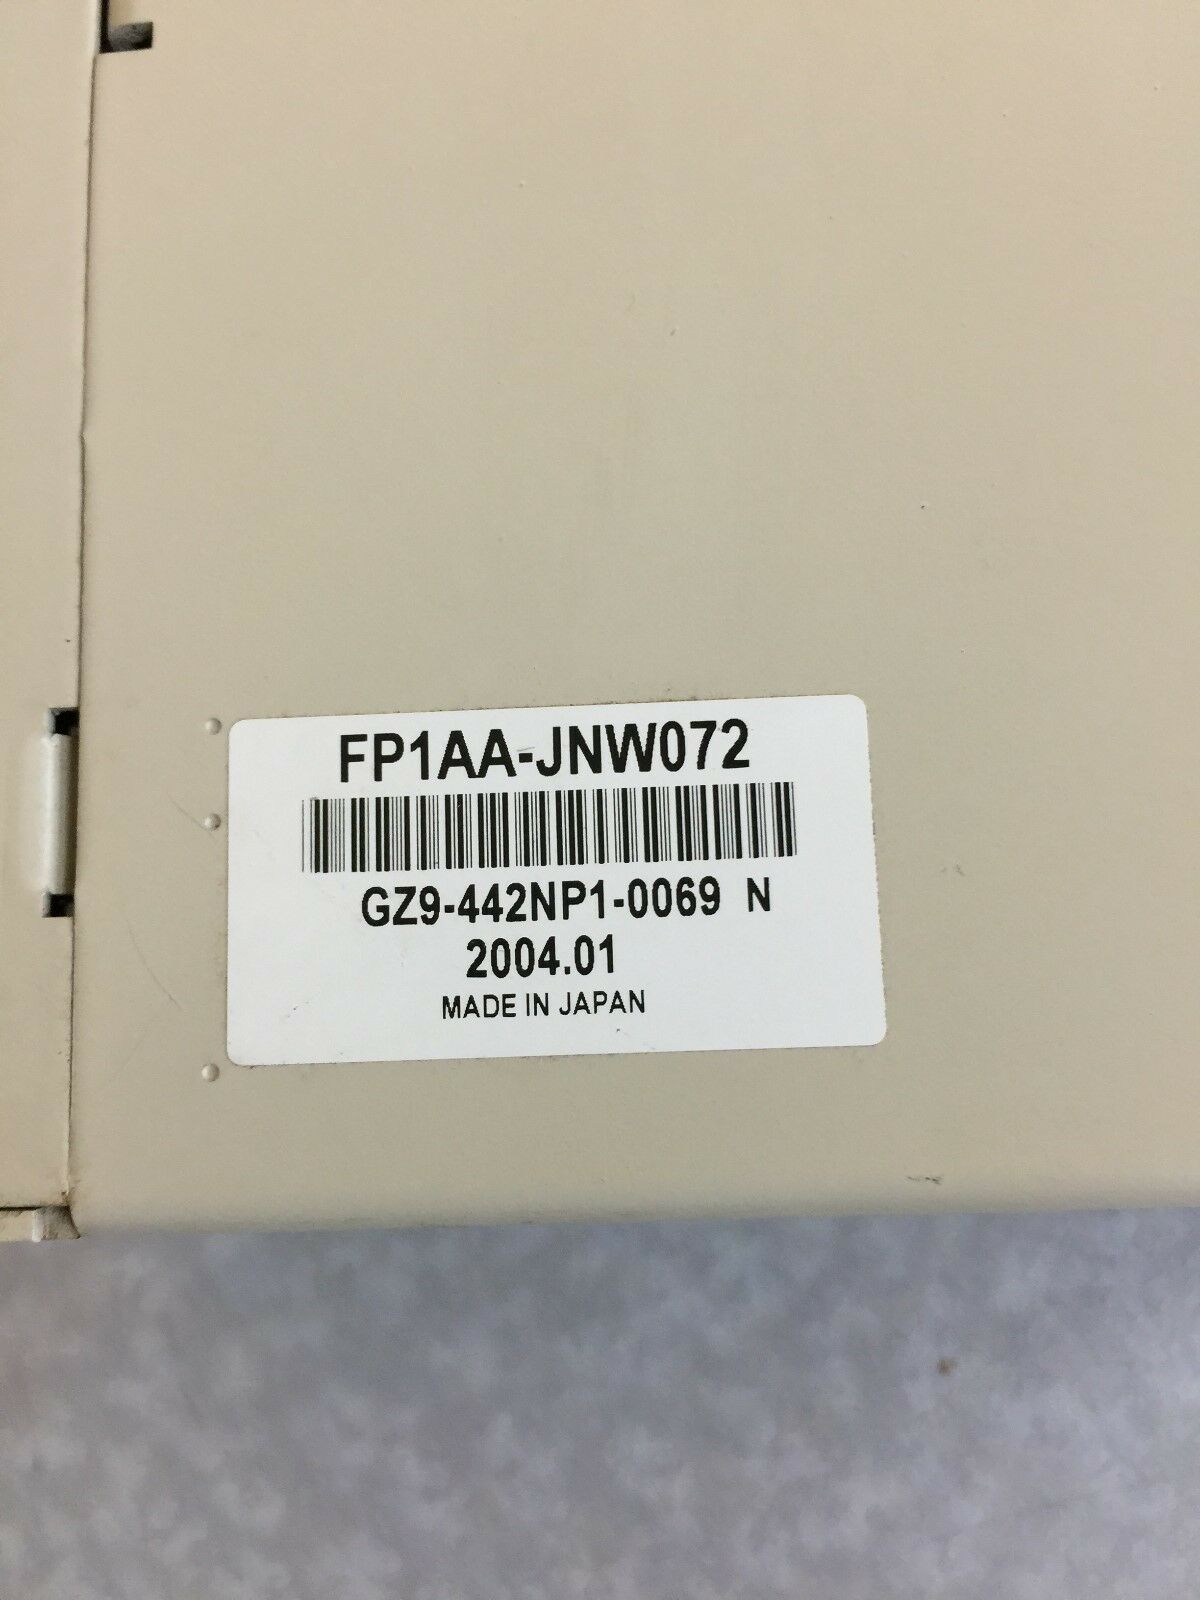 FP1AA-JNW072
GZ9-442NP1-0069 N
2004.01
MADE IN JAPAN